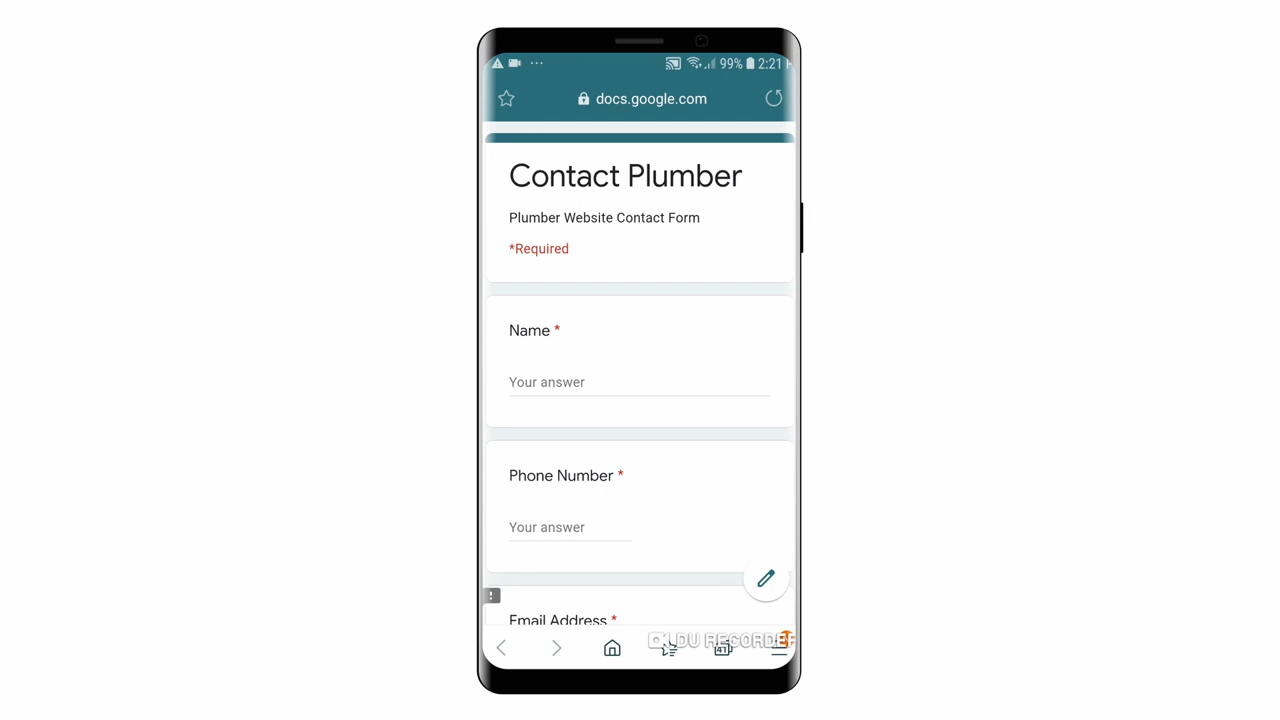 99% 2:21
docs.google.com
Contact Plumber
Plumber Website Contact Form
*Required
Name *
Your answer
Phone Number *
Your answer
!
Email Address *
DU RECORDER
41